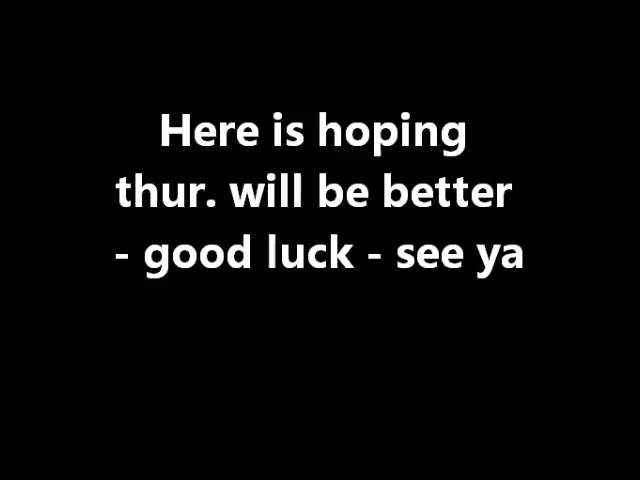 Here is hoping
thur. will be better
- good luck - see ya